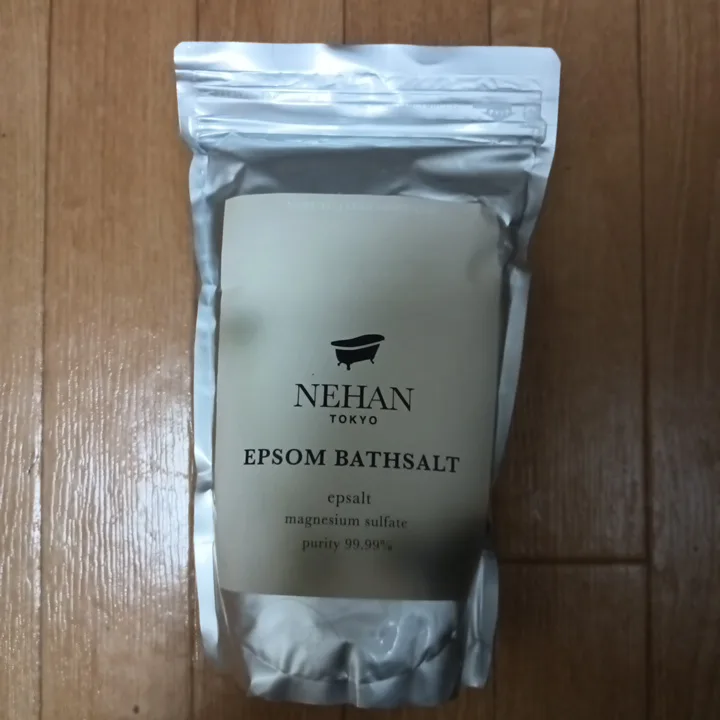 NEHAN
TOKYO
EPSOM BATHSALT
epsalt
magnesium sulfate
purity 99.99%